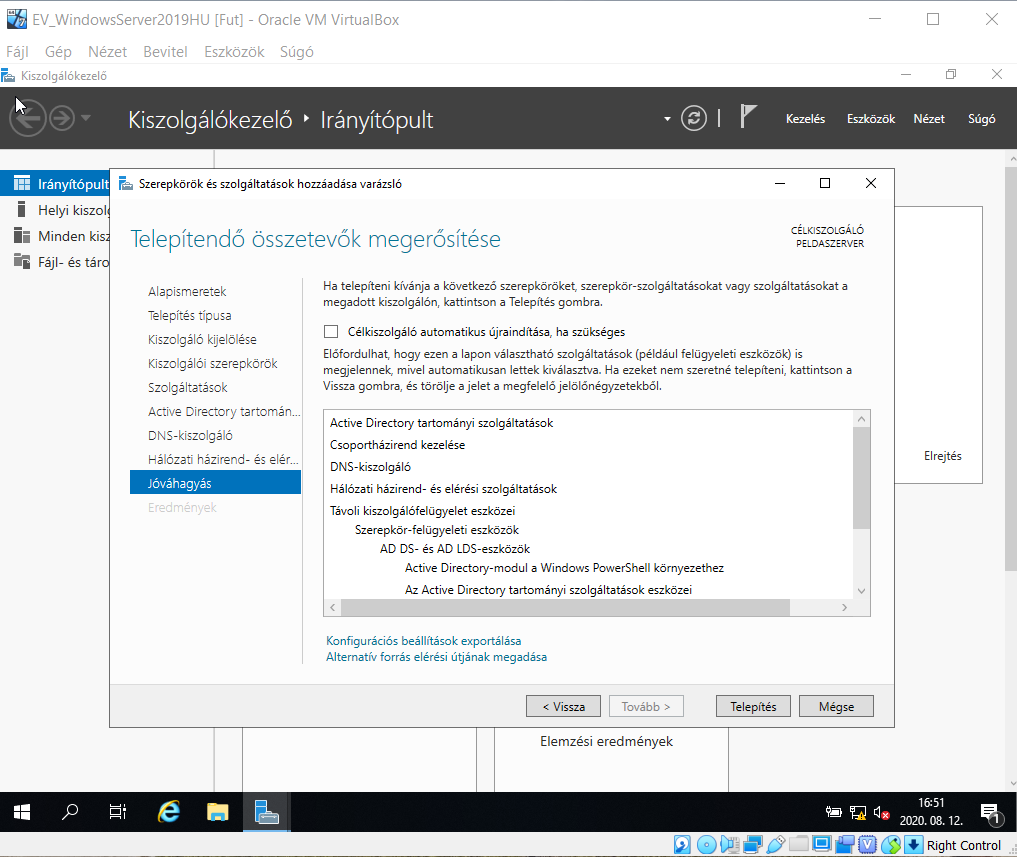 EV_WindowsServer2019HU [Fut] - Oracle VM VirtualBox
Fájl Gép Nézet Bevitel Eszközök Súgó
Kiszolgálókezelő
Kiszolgálókezelő ‣ Irányítópult
Kezelés Eszközök Nézet Súgó
Irányítópult
Helyi kiszolg
Minden kisz
Fájl- és táro
Szerepkörök és szolgáltatások hozzáadása varázsló
Telepítendő összetevők megerősítése
CÉLKISZOLGÁLÓ
PELDASZERVER
Alapismeretek
Telepítés típusa
Kiszolgáló kijelölése
Kiszolgálói szerepkörök
Szolgáltatások
Active Directory tartomán...
DNS-kiszolgáló
Hálózati házirend- és elér...
Jóváhagyás
Eredmények
Ha telepíteni kívánja a következő szerepköröket, szerepkör-szolgáltatásokat vagy szolgáltatásokat a
megadott kiszolgálón, kattintson a Telepítés gombra.
Célkiszolgáló automatikus újraindítása, ha szükséges
Előfordulhat, hogy ezen a lapon választható szolgáltatások (például felügyeleti eszközök) is
megjelennek, mivel automatikusan lettek kiválasztva. Ha ezeket nem szeretné telepíteni, kattintson a
Vissza gombra, és törölje a jelet a megfelelő jelölőnégyzetekből.
Active Directory tartományi szolgáltatások
Csoportházirend kezelése
DNS-kiszolgáló
Hálózati házirend- és elérési szolgáltatások
Távoli kiszolgálófelügyelet eszközei
Szerepkör-felügyeleti eszközök
AD DS- és AD LDS-eszközök
Active Directory-modul a Windows PowerShell környezethez
Az Active Directory tartományi szolgáltatások eszközei
Konfigurációs beállítások exportálása
Alternatív forrás elérési útjának megadása
< Vissza Tovább > Telepítés Mégse
Elrejtés
Elemzési eredmények
16:51
2020. 08. 12.
1
Right Control